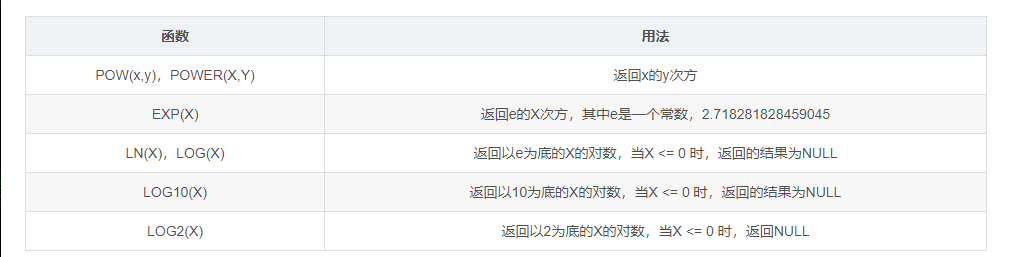 函数 用法
POW(x,y)，POWER(X,Y) 返回x的y次方
EXP(X) 返回e的X次方，其中e是一个常数，2.718281828459045
LN(X)，LOG(X) 返回以e为底的X的对数，当X <= 0 时，返回的结果为NULL
LOG10(X) 返回以10为底的X的对数，当X <= 0 时，返回的结果为NULL
LOG2(X) 返回以2为底的X的对数，当X <= 0 时，返回NULL